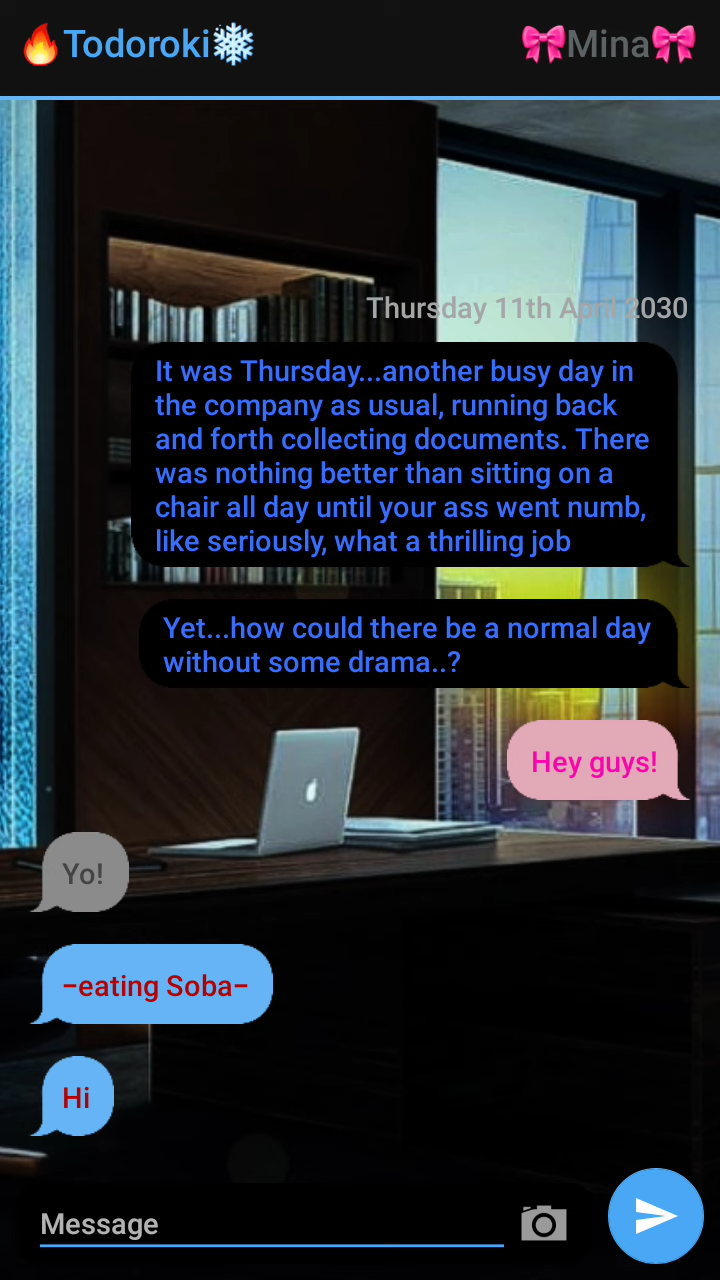 🔥Todoroki❄️
🎀Mina🎀
Thursday 11th April 2030
It was Thursday...another busy day in
the company as usual, running back
and forth collecting documents. There
was nothing better than sitting on a
chair all day until your ass went numb,
like seriously, what a thrilling job
Yet...how could there be a normal day
without some drama..?
Hey guys!
Yo!
–eating Soba–
Hi
Message